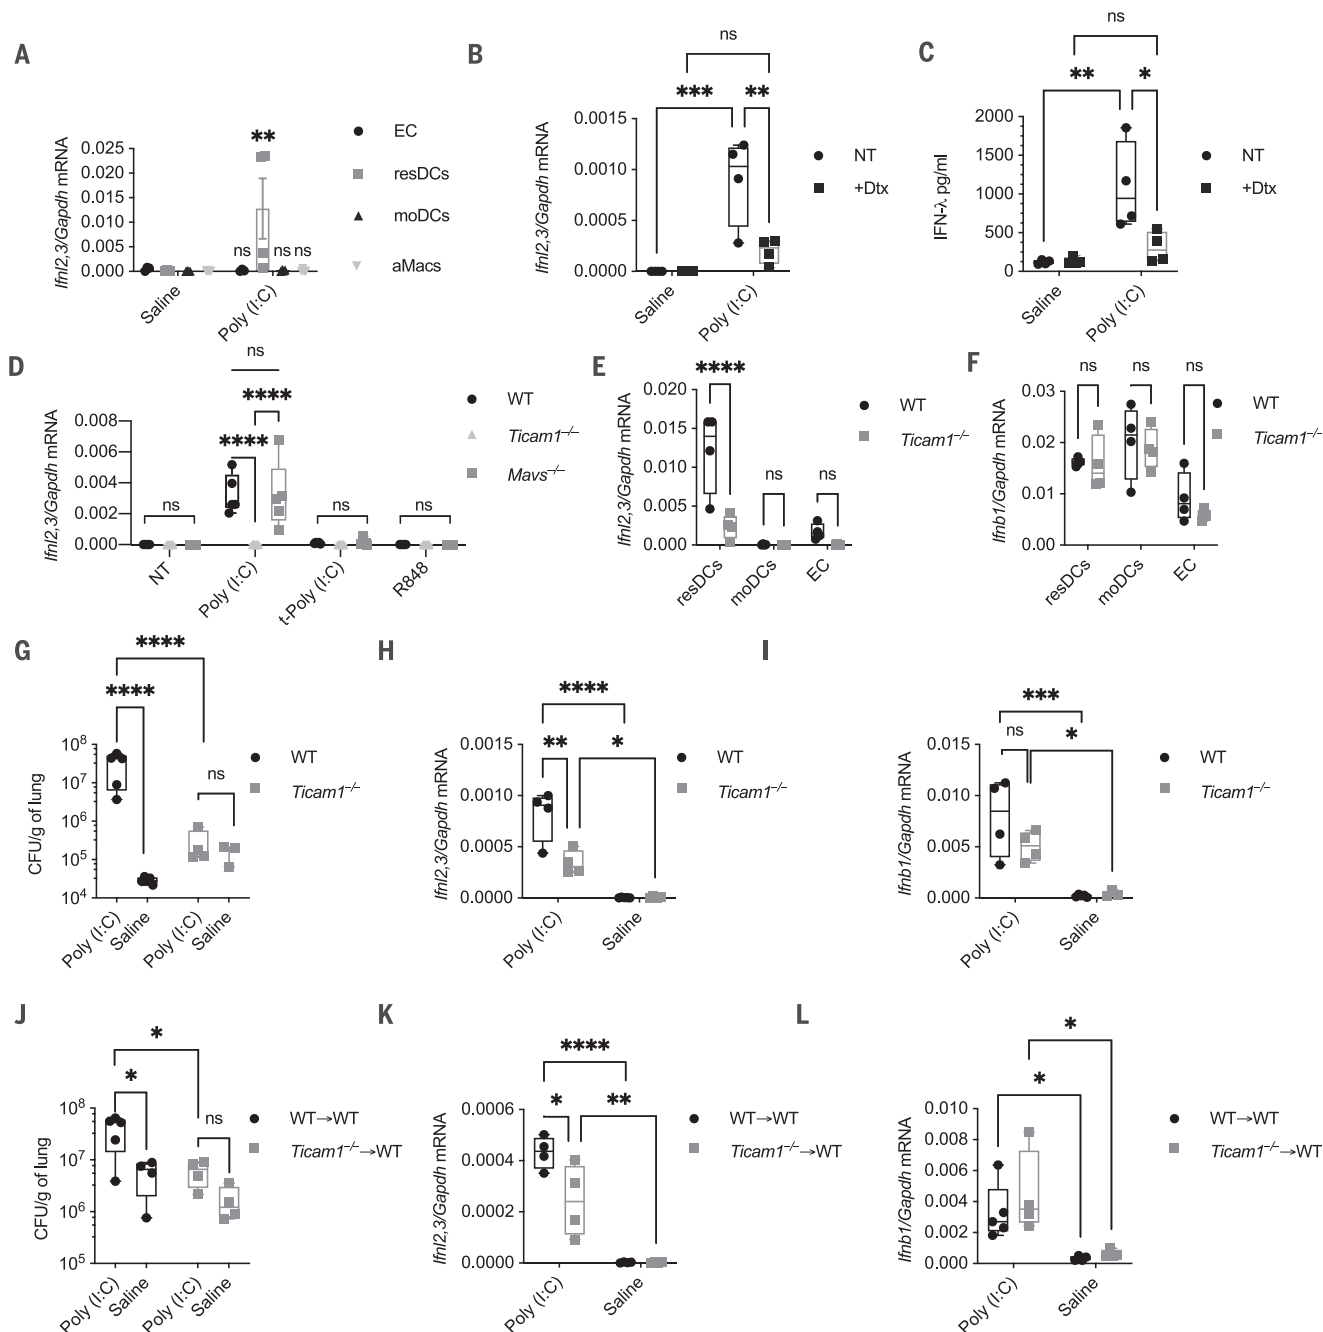 A
Ifnl2,3/Gapdh mRNA
0.025
0.020
0.015
0.010
0.005
0.000
**
ns
ns ns
Saline
Poly (I:C)
EC
resDCs
moDCs
aMacs
B
Ifnl2,3/Gapdh mRNA
0.0015
0.0010
0.0005
0.0000
ns
*** **
Saline
Poly (I:C)
NT
+Dtx
C
IFN-λ pg/ml
2000
1500
1000
500
0
ns
** *
Saline
Poly (I:C)
NT
+Dtx
D
Ifnl2,3/Gapdh mRNA
0.008
0.006
0.004
0.002
0.000
ns
****
****
ns
ns
ns
NT
Poly (I:C)
t-Poly (I:C)
R848
WT
Ticam1–/–
Mavs–/–
E
Ifnl2,3/Gapdh mRNA
0.020
0.015
0.010
0.005
0.000
****
ns
ns
resDCs
moDCs
EC
WT
Ticam1–/–
F
Ifnb1/Gapdh mRNA
0.03
0.02
0.01
0.00
ns ns ns
resDCs
moDCs
EC
WT
Ticam1–/–
G
CFU/g of lung
10⁸
10⁷
10⁶
10⁵
10⁴
****
****
ns
Poly (I:C)
Saline
Poly (I:C)
Saline
WT
Ticam1–/–
H
Ifnl2,3/Gapdh mRNA
0.0015
0.0010
0.0005
0.0000
****
** *
Poly (I:C)
Saline
WT
Ticam1–/–
I
Ifnb1/Gapdh mRNA
0.015
0.010
0.005
0.000
***
ns *
Poly (I:C)
Saline
WT
Ticam1–/–
J
CFU/g of lung
10⁸
10⁷
10⁶
10⁵
*
*
ns
Poly (I:C)
Saline
Poly (I:C)
Saline
WT→WT
Ticam1–/–→WT
K
Ifnl2,3/Gapdh mRNA
0.0006
0.0004
0.0002
0.0000
****
* **
Poly (I:C)
Saline
WT→WT
Ticam1–/–→WT
L
Ifnb1/Gapdh mRNA
0.010
0.008
0.006
0.004
0.002
0.000
*
*
Poly (I:C)
Saline
WT→WT
Ticam1–/–→WT